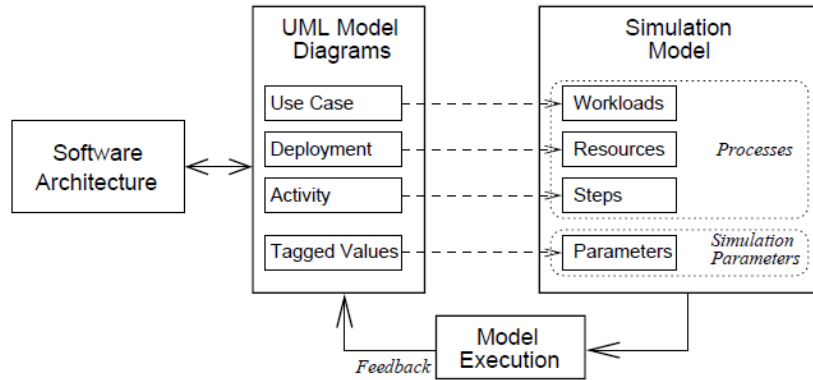 UML Model
Diagrams
Simulation
Model
Use Case
Workloads
Deployment
Resources
Processes
Software
Architecture
Activity
Steps
Tagged Values
Parameters
Simulation
Parameters
Model
Execution
Feedback